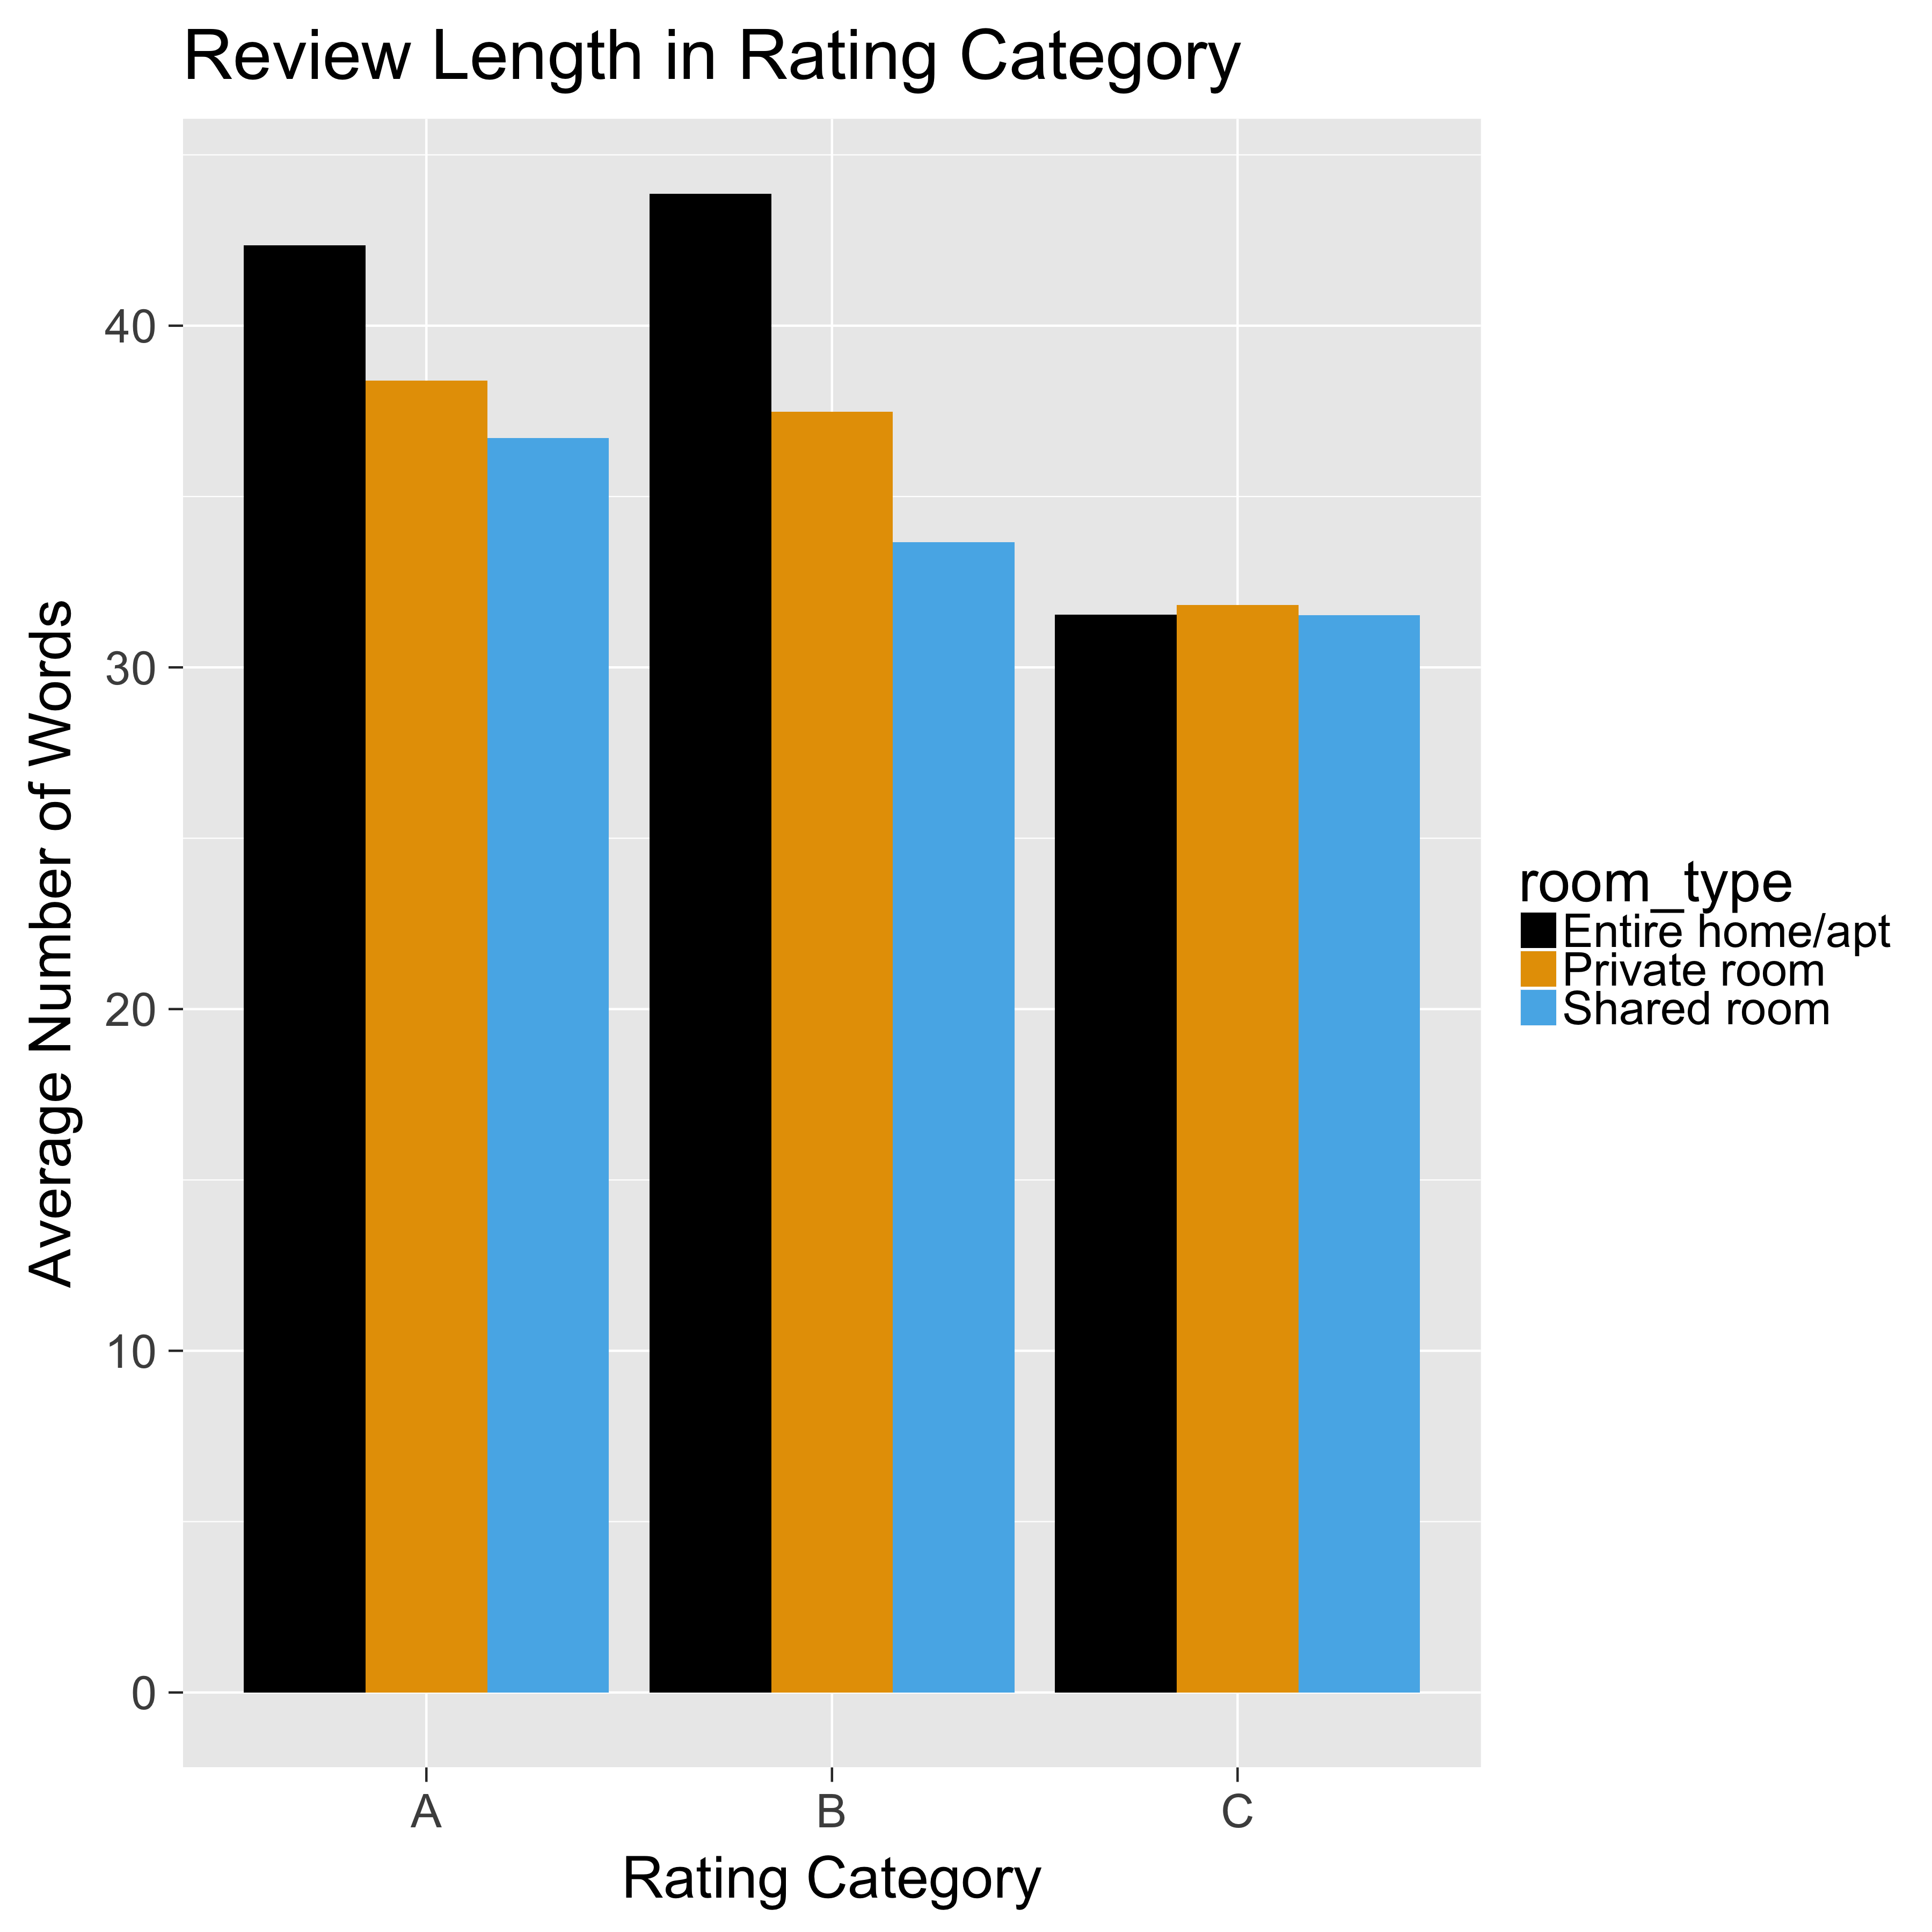 Review Length in Rating Category
Average Number of Words
40
30
20
10
0
A
B
C
Rating Category
room_type
Entire home/apt
Private room
Shared room